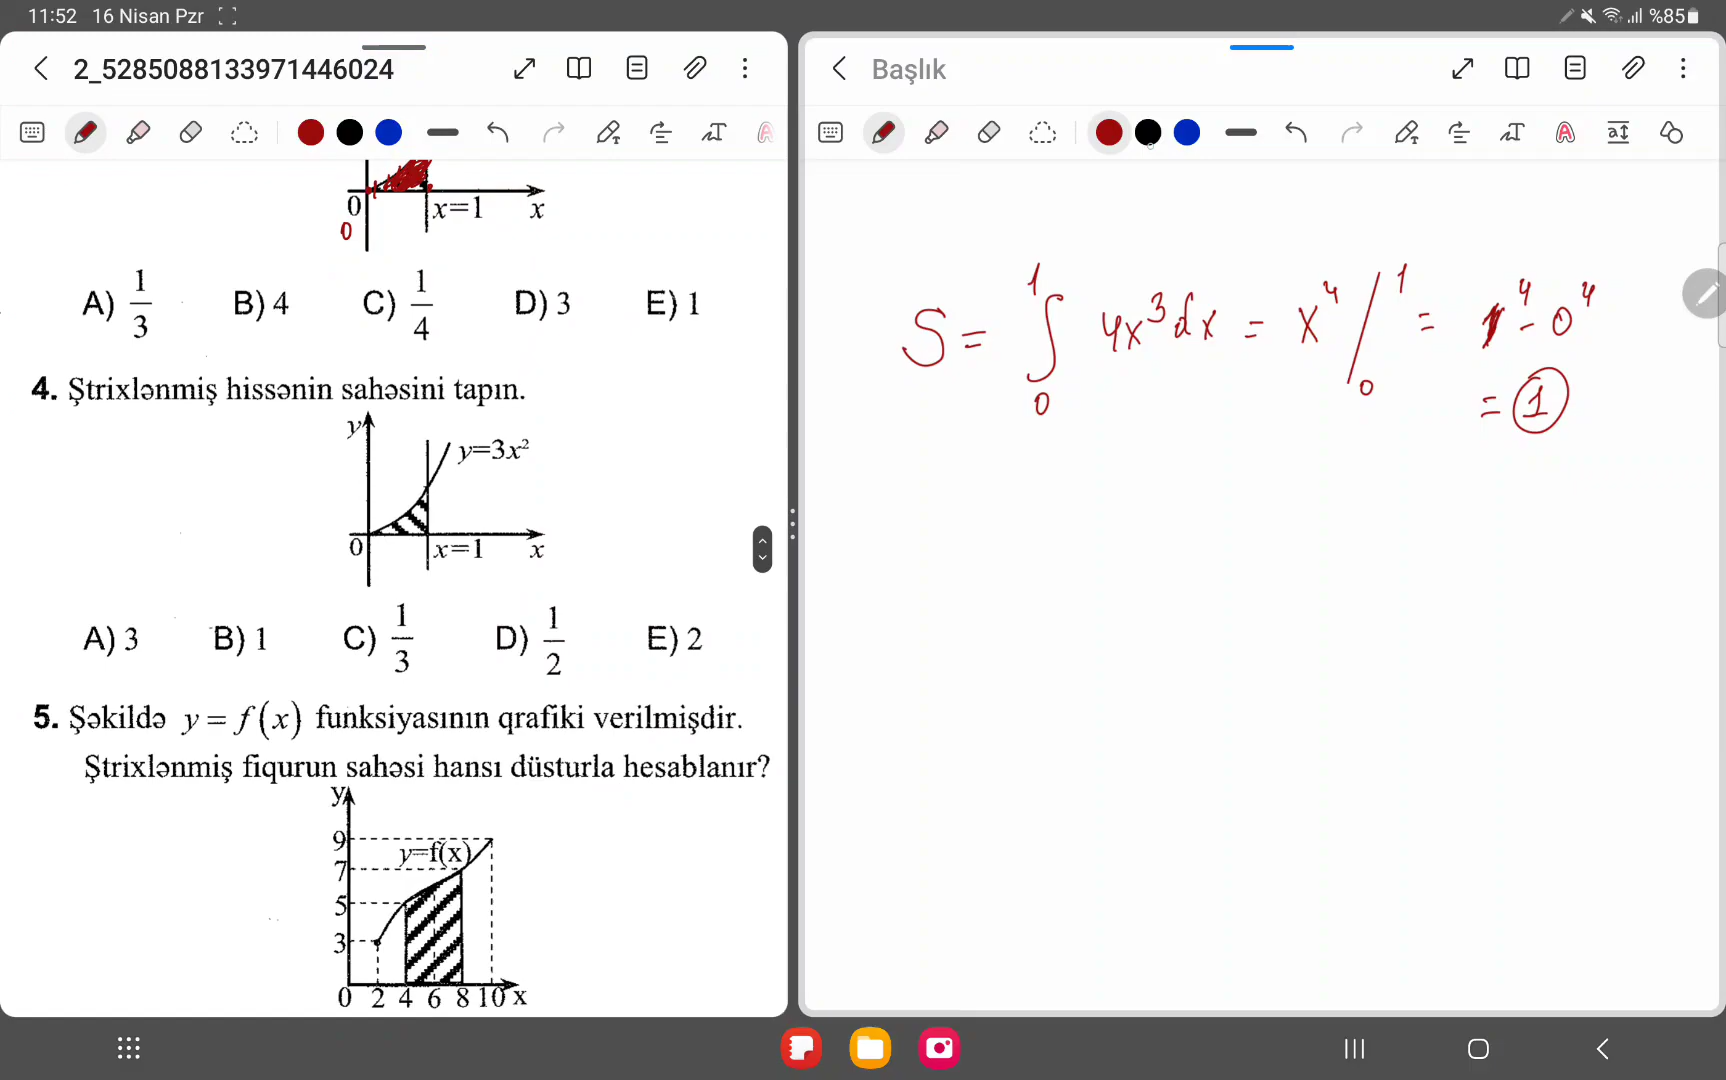 11:52 16 Nisan Pzr %85
2_5285088133971446024
Başlık
0 x=1 x
0
A) 1/3 B) 4 C) 1/4 D) 3 E) 1
4. Ştrixlənmiş hissənin sahəsini tapın.
y
y=3x²
0 x=1 x
A) 3 B) 1 C) 1/3 D) 1/2 E) 2
5. Şəkildə y = f(x) funksiyasının qrafiki verilmişdir.
Ştrixlənmiş fiqurun sahəsi hansı düsturla hesablanır?
y
9
y=f(x)
7
5
3
0 2 4 6 8 10 x
S = ∫₀¹ 4x³dx = x⁴ /₀¹ = 1⁴ - 0⁴
= 1